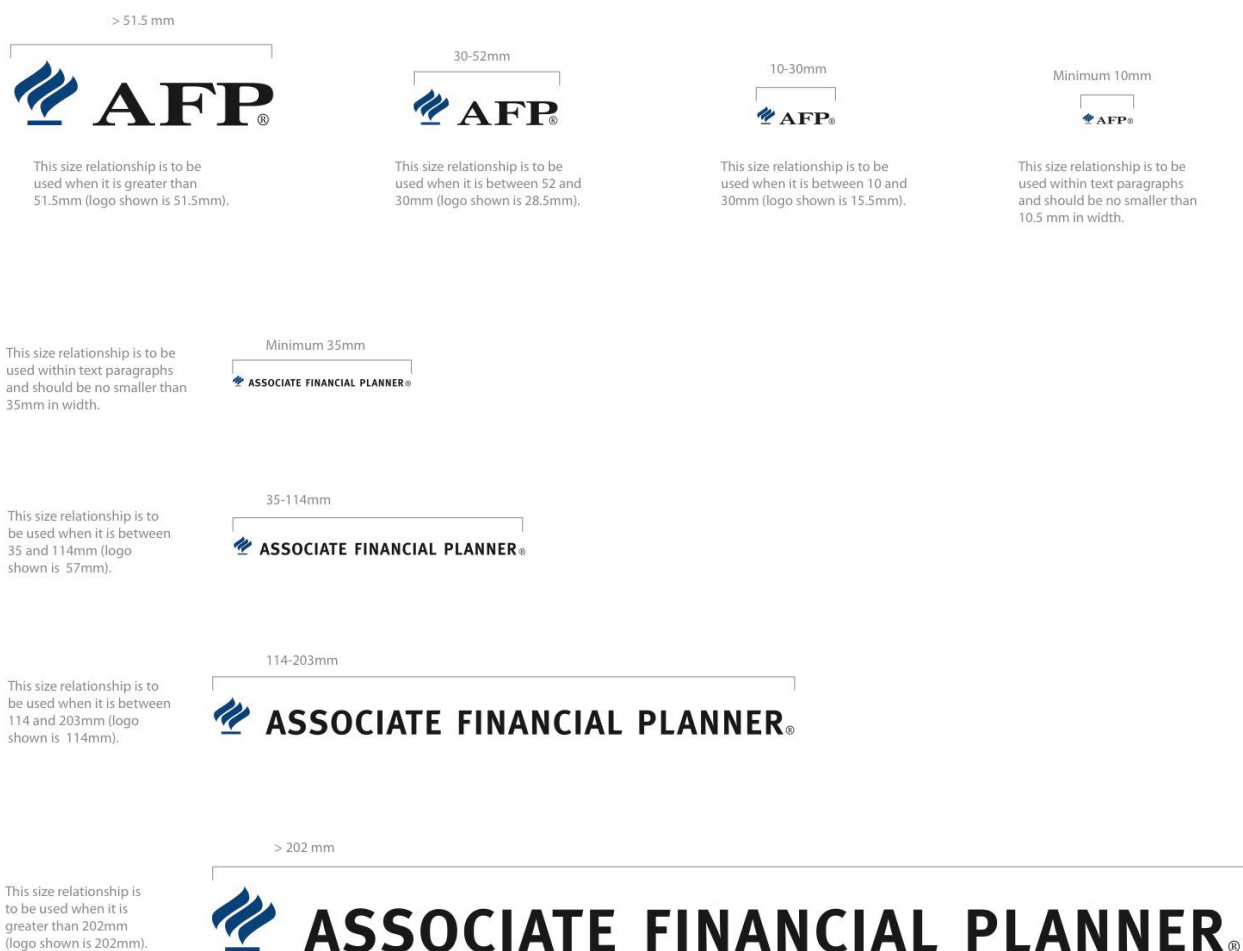 > 51.5 mm
AFP®
This size relationship is to be
used when it is greater than
51.5mm (logo shown is 51.5mm).
30-52mm
AFP®
This size relationship is to be
used when it is between 52 and
30mm (logo shown is 28.5mm).
10-30mm
AFP®
This size relationship is to be
used when it is between 10 and
30mm (logo shown is 15.5mm).
Minimum 10mm
AFP®
This size relationship is to be
used within text paragraphs
and should be no smaller than
10.5 mm in width.
This size relationship is to be
used within text paragraphs
and should be no smaller than
35mm in width.
Minimum 35mm
ASSOCIATE FINANCIAL PLANNER®
This size relationship is to
be used when it is between
35 and 114mm (logo
shown is 57mm).
35-114mm
ASSOCIATE FINANCIAL PLANNER®
This size relationship is to
be used when it is between
114 and 203mm (logo
shown is 114mm).
114-203mm
ASSOCIATE FINANCIAL PLANNER®
This size relationship is
to be used when it is
greater than 202mm
(logo shown is 202mm).
> 202 mm
ASSOCIATE FINANCIAL PLANNER®